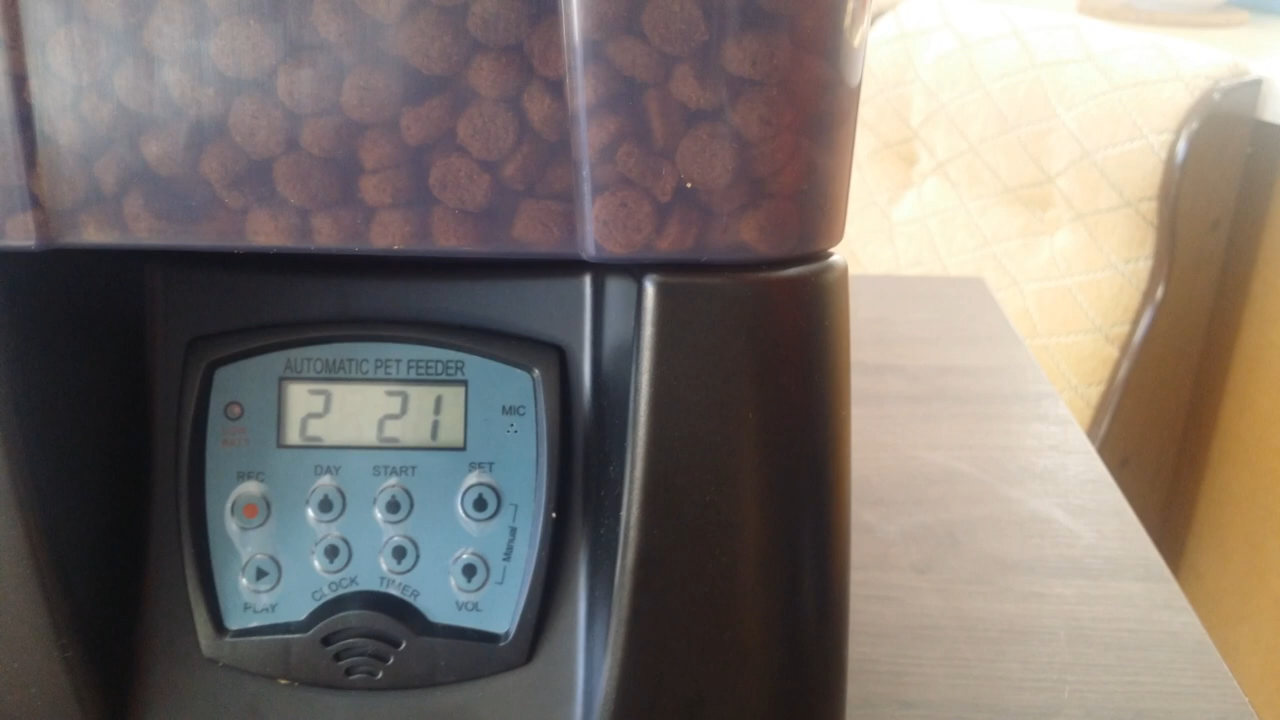 AUTOMATIC PET FEEDER
2 21
MIC
REC DAY START SET
Manual
PLAY CLOCK TIMER VOL